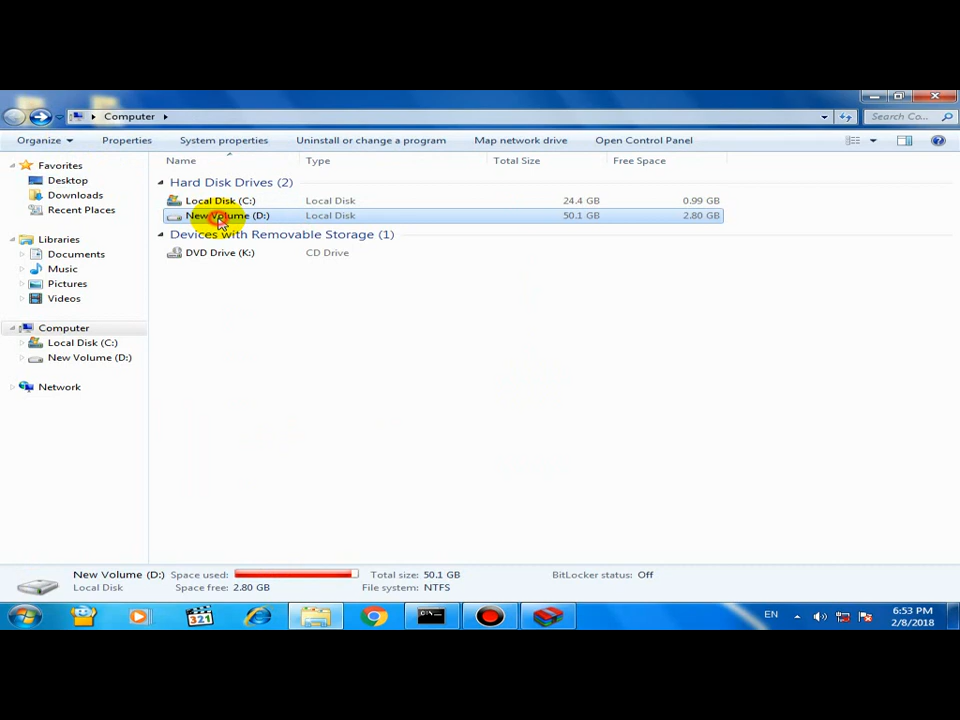 Computer
Search Co...
Organize Properties System properties Uninstall or change a program Map network drive Open Control Panel
Name Type Total Size Free Space
Favorites
Desktop
Downloads
Recent Places
Libraries
Documents
Music
Pictures
Videos
Computer
Local Disk (C:)
New Volume (D:)
Network
Hard Disk Drives (2)
Local Disk (C:) Local Disk 24.4 GB 0.99 GB
New Volume (D:) Local Disk 50.1 GB 2.80 GB
Devices with Removable Storage (1)
DVD Drive (K:) CD Drive
New Volume (D:) Space used: Total size: 50.1 GB BitLocker status: Off
Local Disk Space free: 2.80 GB File system: NTFS
321
EN
6:53 PM
2/8/2018